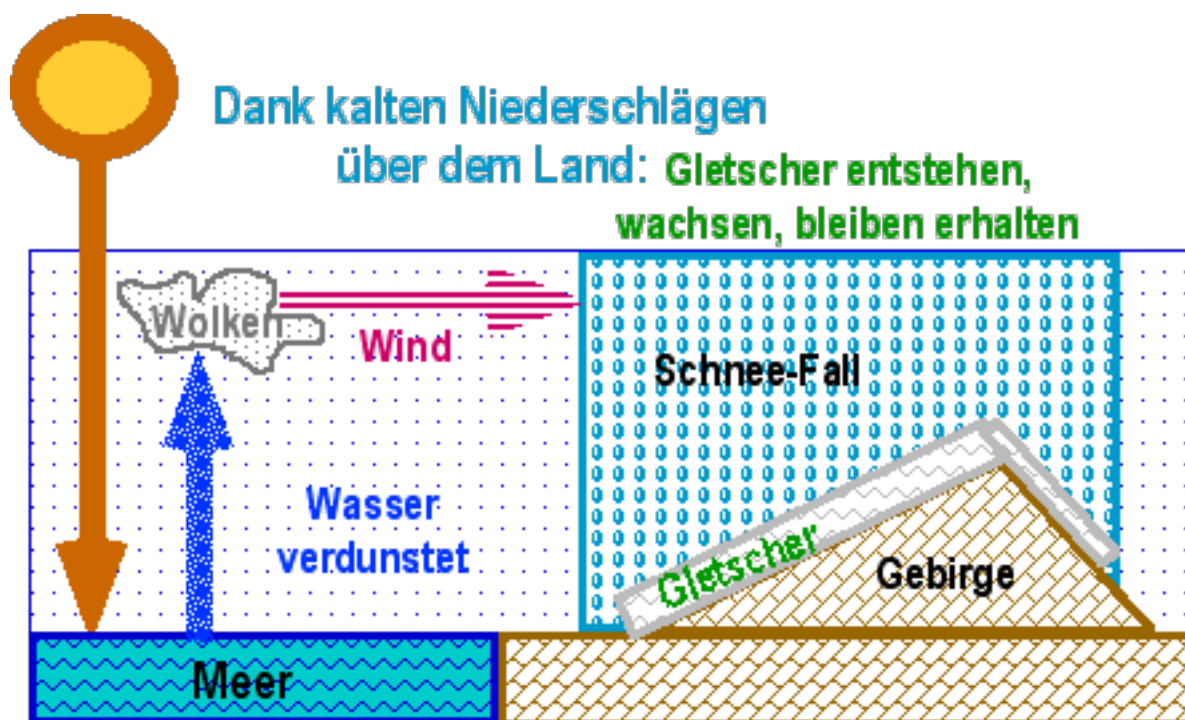 Dank kalten Niederschlägen
über dem Land: Gletscher entstehen,
wachsen, bleiben erhalten
Wolken
Wind
Schnee-Fall
Wasser
verdunstet
Gletscher
Gebirge
Meer